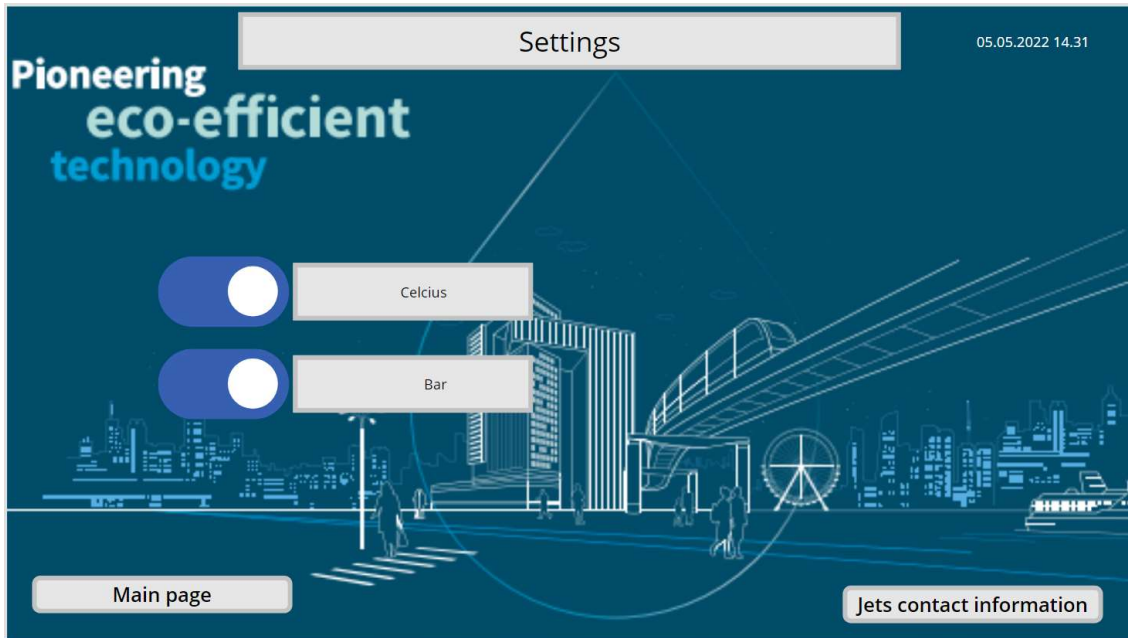 Settings
05.05.2022 14.31
Pioneering
eco-efficient
technology
Celcius
Bar
Main page
Jets contact information